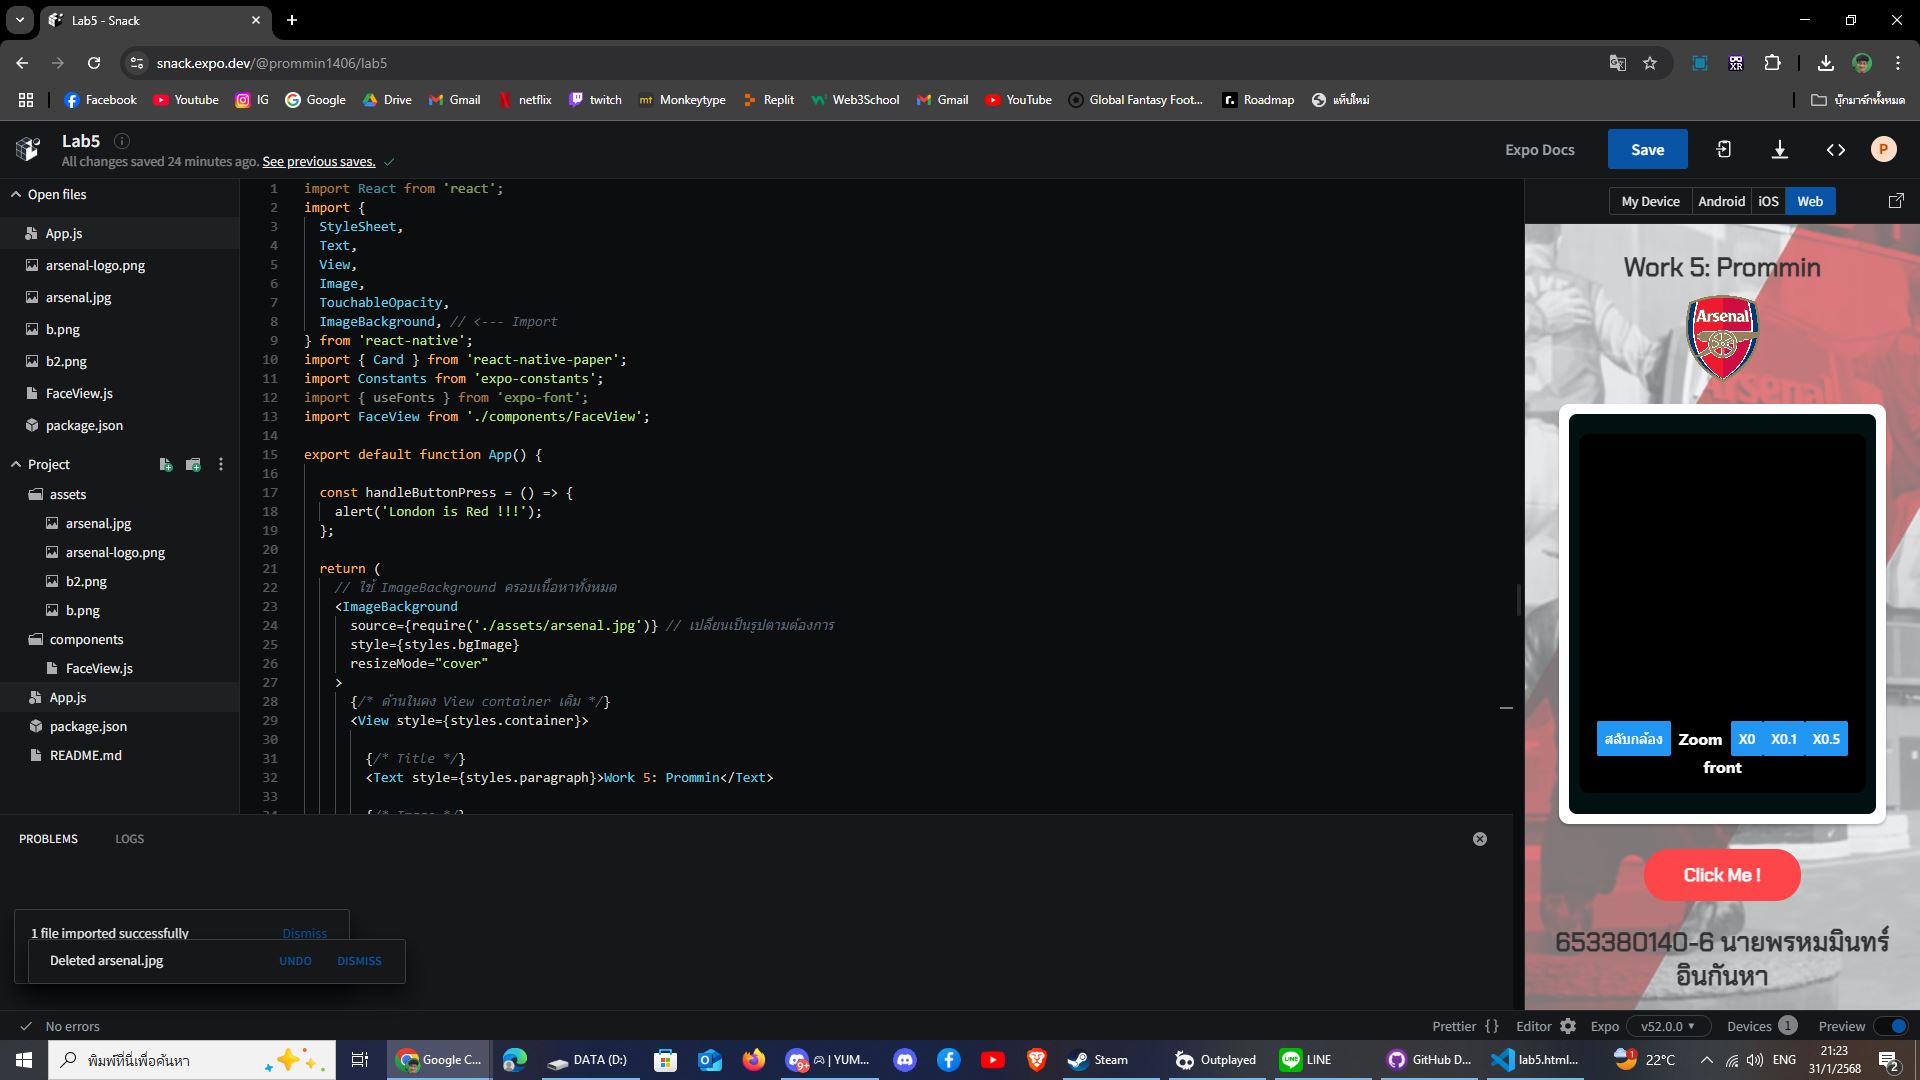 Lab5 - Snack
snack.expo.dev/@prommin1406/lab5
Facebook Youtube IG Google Drive Gmail netflix twitch Monkeytype Replit Web3School Gmail YouTube Global Fantasy Foot... Roadmap แท็บใหม่ บุ๊กมาร์กทั้งหมด
Lab5
All changes saved 24 minutes ago. See previous saves.
Expo Docs Save P
Open files
App.js
arsenal-logo.png
arsenal.jpg
b.png
b2.png
FaceView.js
package.json
Project
assets
arsenal.jpg
arsenal-logo.png
b2.png
b.png
components
FaceView.js
App.js
package.json
README.md
1 import React from 'react';
2 import {
3 StyleSheet,
4 Text,
5 View,
6 Image,
7 TouchableOpacity,
8 ImageBackground, // <--- Import
9 } from 'react-native';
10 import { Card } from 'react-native-paper';
11 import Constants from 'expo-constants';
12 import { useFonts } from 'expo-font';
13 import FaceView from './components/FaceView';
14
15 export default function App() {
16
17 const handleButtonPress = () => {
18 alert('London is Red !!!');
19 };
20
21 return (
22 // ใช้ ImageBackground ครอบเนื้อหาทั้งหมด
23 <ImageBackground
24 source={require('./assets/arsenal.jpg')} // เปลี่ยนเป็นรูปตามต้องการ
25 style={styles.bgImage}
26 resizeMode="cover"
27 >
28 {/* ด้านในคง View container เดิม */}
29 <View style={styles.container}>
30
31 {/* Title */}
32 <Text style={styles.paragraph}>Work 5: Prommin</Text>
33
My Device Android iOS Web
Work 5: Prommin
Arsenal
สลับกล้อง Zoom X0 X0.1 X0.5
front
Click Me !
653380140-6 นายพรหมมินทร์
อินกันหา
PROBLEMS LOGS
1 file imported successfully Dismiss
Deleted arsenal.jpg UNDO DISMISS
No errors
Prettier {} Editor Expo v52.0.0 Devices 1 Preview
พิมพ์ที่นี่เพื่อค้นหา Google C... DATA (D:) 9+ | YUM... Steam Outplayed LINE GitHub D... lab5.html... 1 22°C ENG 21:23
31/1/2568 2